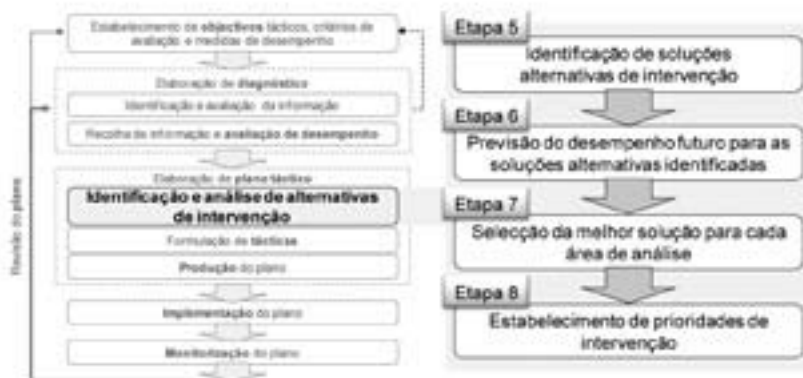 Estabelecimento de objectivos tácticos, critérios de
avaliação e medidas de desempenho
Elaboração de diagnóstico
Identificação e avaliação da informação
Recolha de informação e avaliação de desempenho
Elaboração de plano táctico
Identificação e análise de alternativas
de intervenção
Formulação de tácticas
Produção do plano
Implementação do plano
Monitorização do plano
Revisão do plano
Etapa 5
Identificação de soluções
alternativas de intervenção
Etapa 6
Previsão do desempenho futuro para as
soluções alternativas identificadas
Etapa 7
Selecção da melhor solução para cada
área de análise
Etapa 8
Estabelecimento de prioridades de
intervenção